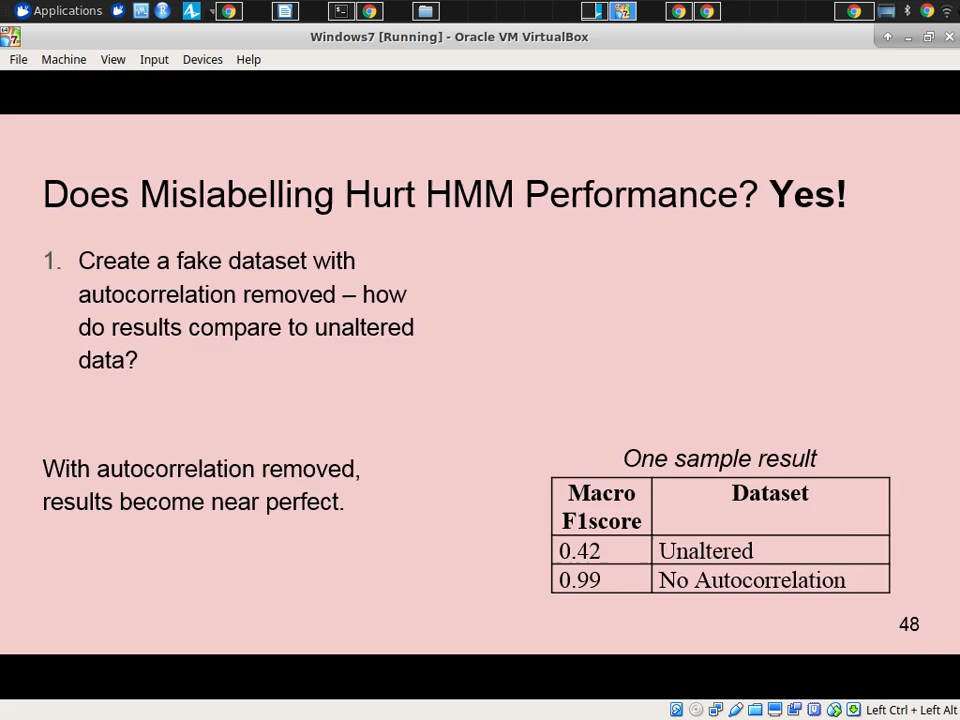 Applications
Windows7 [Running] - Oracle VM VirtualBox
File Machine View Input Devices Help
Does Mislabelling Hurt HMM Performance? Yes!
1. Create a fake dataset with
autocorrelation removed – how
do results compare to unaltered
data?
With autocorrelation removed,
results become near perfect.
One sample result
Macro F1score Dataset
0.42 Unaltered
0.99 No Autocorrelation
48
Left Ctrl + Left Alt